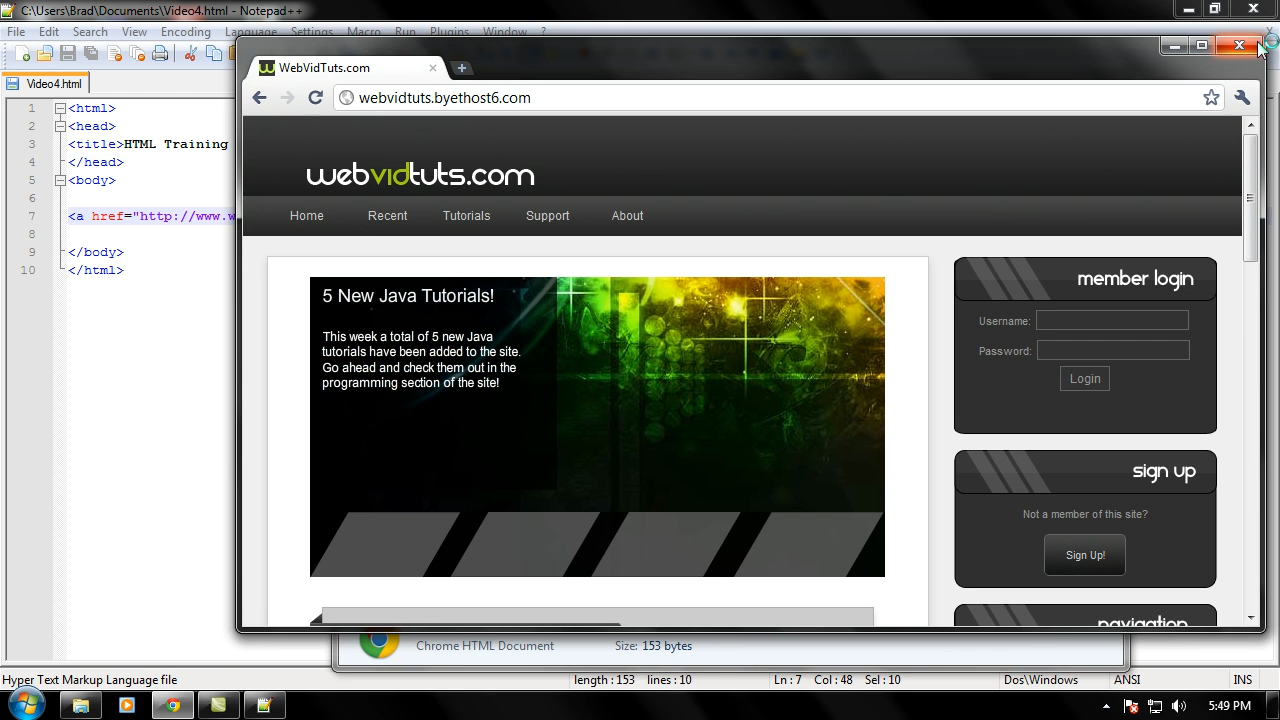 C:\Users\Brad\Documents\Video4.html - Notepad++
File Edit Search View Encoding Language Settings Macro Run Plugins Window ?
Video4.html
1 <html>
2 <head>
3 <title>HTML Training
4 </head>
5 <body>
6
7 <a href="http://www.w
8
9 </body>
10 </html>
WebVidTuts.com
webvidtuts.byethost6.com
webvidtuts.com
Home Recent Tutorials Support About
5 New Java Tutorials!
This week a total of 5 new Java
tutorials have been added to the site.
Go ahead and check them out in the
programming section of the site!
member login
Username:
Password:
Login
sign up
Not a member of this site?
Sign Up!
navigation
Chrome HTML Document Size: 153 bytes
Hyper Text Markup Language file length : 153 lines : 10 Ln : 7 Col : 48 Sel : 10 Dos\Windows ANSI INS
5:49 PM